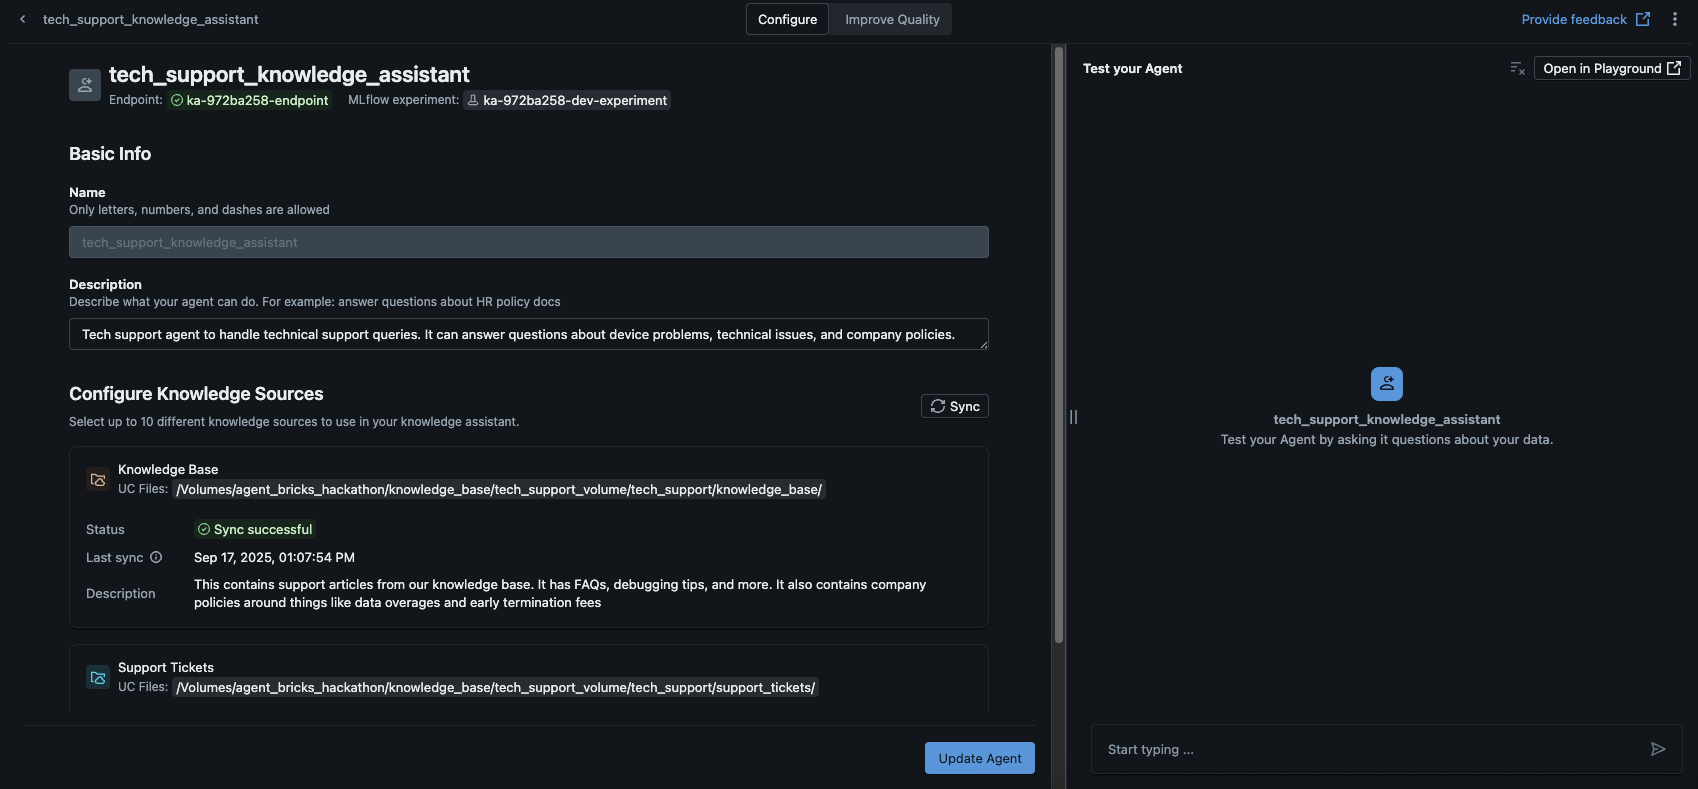 tech_support_knowledge_assistant
Configure
Improve Quality
Provide feedback
tech_support_knowledge_assistant
Endpoint: ka-972ba258-endpoint MLflow experiment: ka-972ba258-dev-experiment
Basic Info
Name
Only letters, numbers, and dashes are allowed
tech_support_knowledge_assistant
Description
Describe what your agent can do. For example: answer questions about HR policy docs
Tech support agent to handle technical support queries. It can answer questions about device problems, technical issues, and company policies.
Configure Knowledge Sources
Select up to 10 different knowledge sources to use in your knowledge assistant.
Sync
Knowledge Base
UC Files: /Volumes/agent_bricks_hackathon/knowledge_base/tech_support_volume/tech_support/knowledge_base/
Status Sync successful
Last sync Sep 17, 2025, 01:07:54 PM
Description
This contains support articles from our knowledge base. It has FAQs, debugging tips, and more. It also contains company
policies around things like data overages and early termination fees
Support Tickets
UC Files: /Volumes/agent_bricks_hackathon/knowledge_base/tech_support_volume/tech_support/support_tickets/
Update Agent
Test your Agent
Open in Playground
tech_support_knowledge_assistant
Test your Agent by asking it questions about your data.
Start typing ...